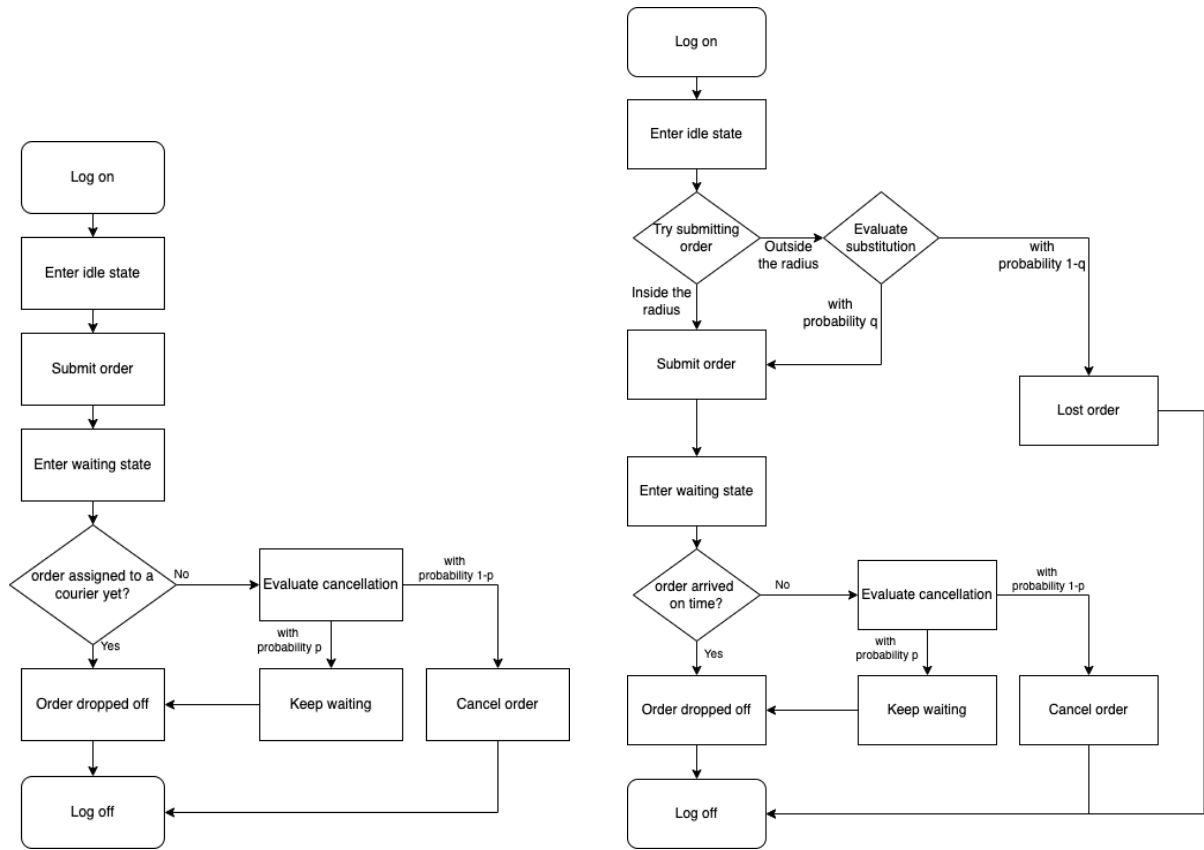 Log on
Enter idle state
Submit order
Enter waiting state
order assigned to a
courier yet?
No
Evaluate cancellation
with
probability 1-p
Yes
with
probability p
Order dropped off
Keep waiting
Cancel order
Log off
Log on
Enter idle state
Try submitting
order
Outside
the radius
Evaluate
substitution
with
probability 1-q
Inside the
radius
with
probability q
Submit order
Lost order
Enter waiting state
order arrived
on time?
No
Evaluate cancellation
with
probability 1-p
Yes
with
probability p
Order dropped off
Keep waiting
Cancel order
Log off